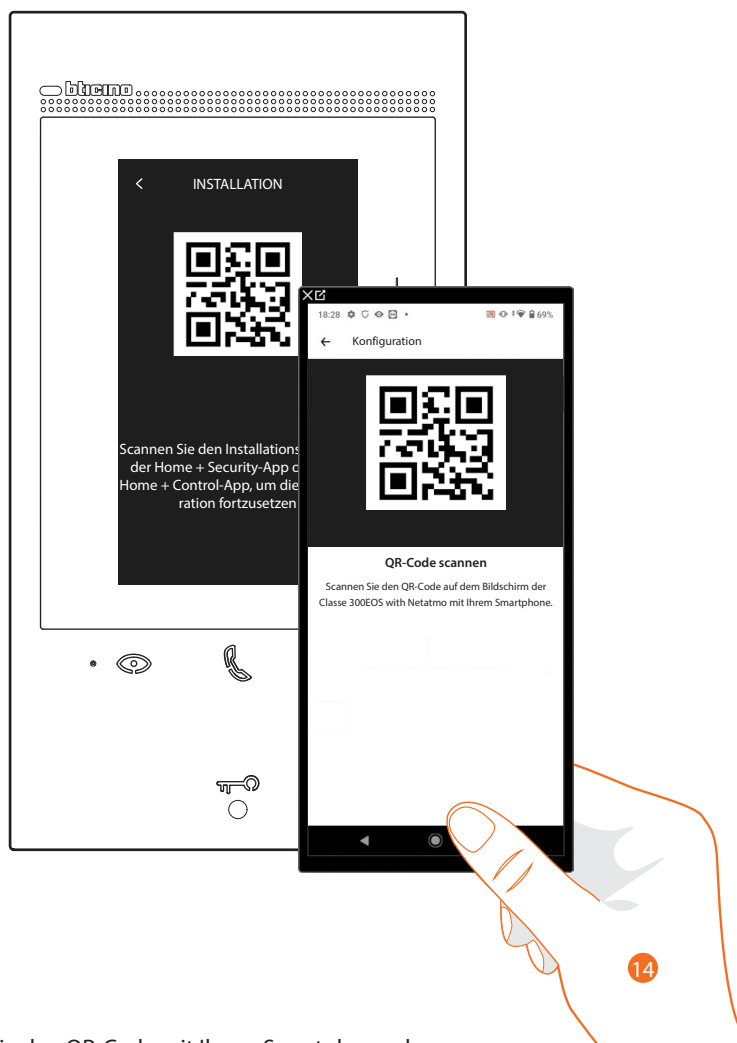 bticino
INSTALLATION
Scannen Sie den Installations
der Home + Security-App
Home + Control-App, um die
ration fortzusetzen
18:28
69%
Konfiguration
QR-Code scannen
Scannen Sie den QR-Code auf dem Bildschirm der
Classe 300EOS with Netatmo mit Ihrem Smartphone.
14